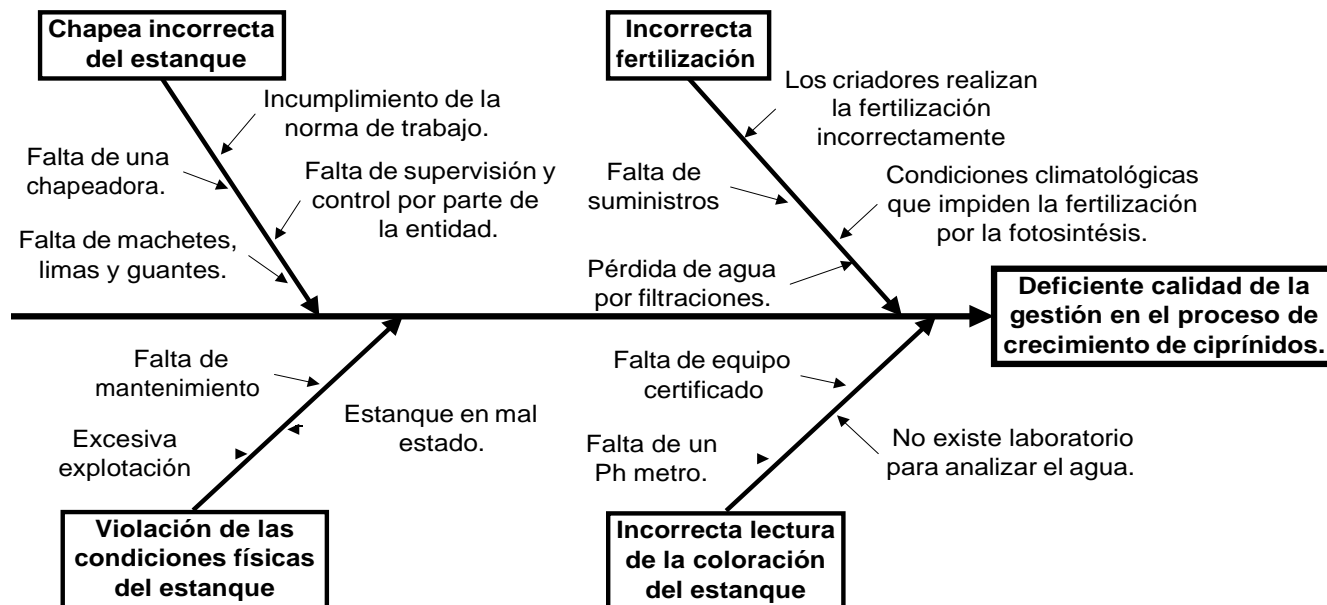 Chapea incorrecta
del estanque
Incumplimiento de la
norma de trabajo.
Falta de una
chapeadora.
Falta de supervisión y
control por parte de
la entidad.
Falta de machetes,
limas y guantes.
Incorrecta
fertilización
Los criadores realizan
la fertilización
incorrectamente
Falta de
suministros
Condiciones climatológicas
que impiden la fertilización
por la fotosintésis.
Pérdida de agua
por filtraciones.
Deficiente calidad de la
gestión en el proceso de
crecimiento de ciprínidos.
Falta de
mantenimiento
Estanque en mal
estado.
Excesiva
explotación
Violación de las
condiciones físicas
del estanque
Falta de equipo
certificado
Falta de un
Ph metro.
No existe laboratorio
para analizar el agua.
Incorrecta lectura
de la coloración
del estanque